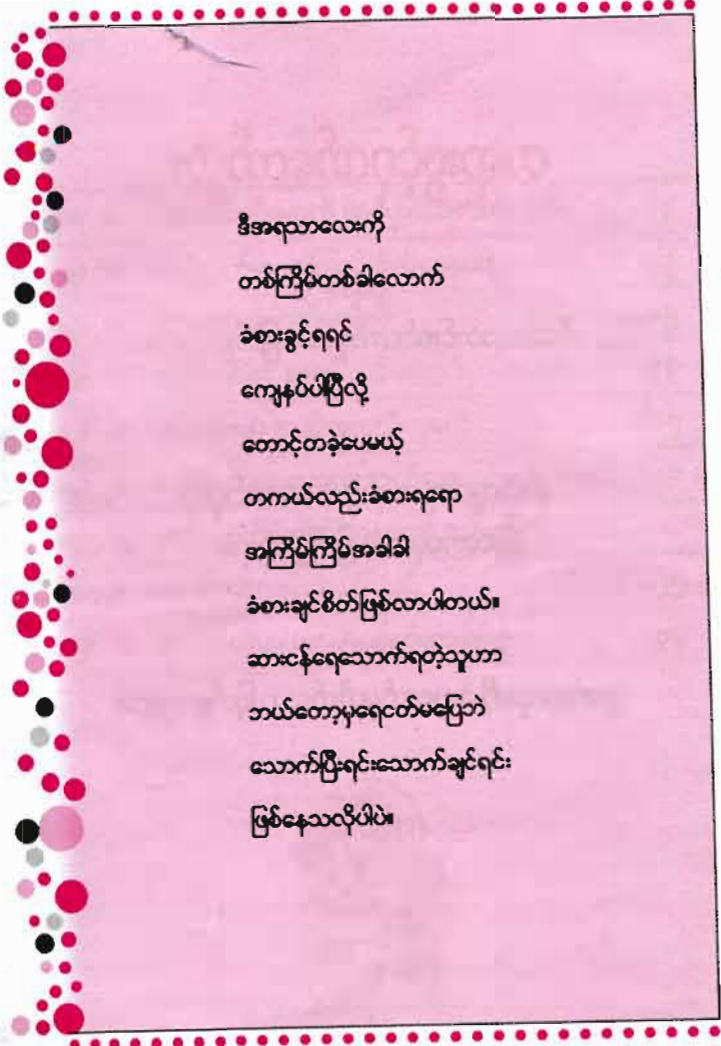 ဒီအရသာလေးကို
တစ်ကြိမ်တစ်ခါလောက်
ခံစားခွင့်ရရင်
ကျေနပ်ပါပြီလို့
တောင့်တခဲ့ပေမယ့်
တကယ်လည်းခံစားရရော
အကြိမ်ကြိမ်အခါခါ
ခံစားချင်စိတ်ဖြစ်လာပါတယ်။
ဆားငန်ရေသောက်ရတဲ့သူဟာ
ဘယ်တော့မှရေငတ်မပြေဘဲ
သောက်ပြီးရင်းသောက်ချင်ရင်း
ဖြစ်နေသလိုပါပဲ။